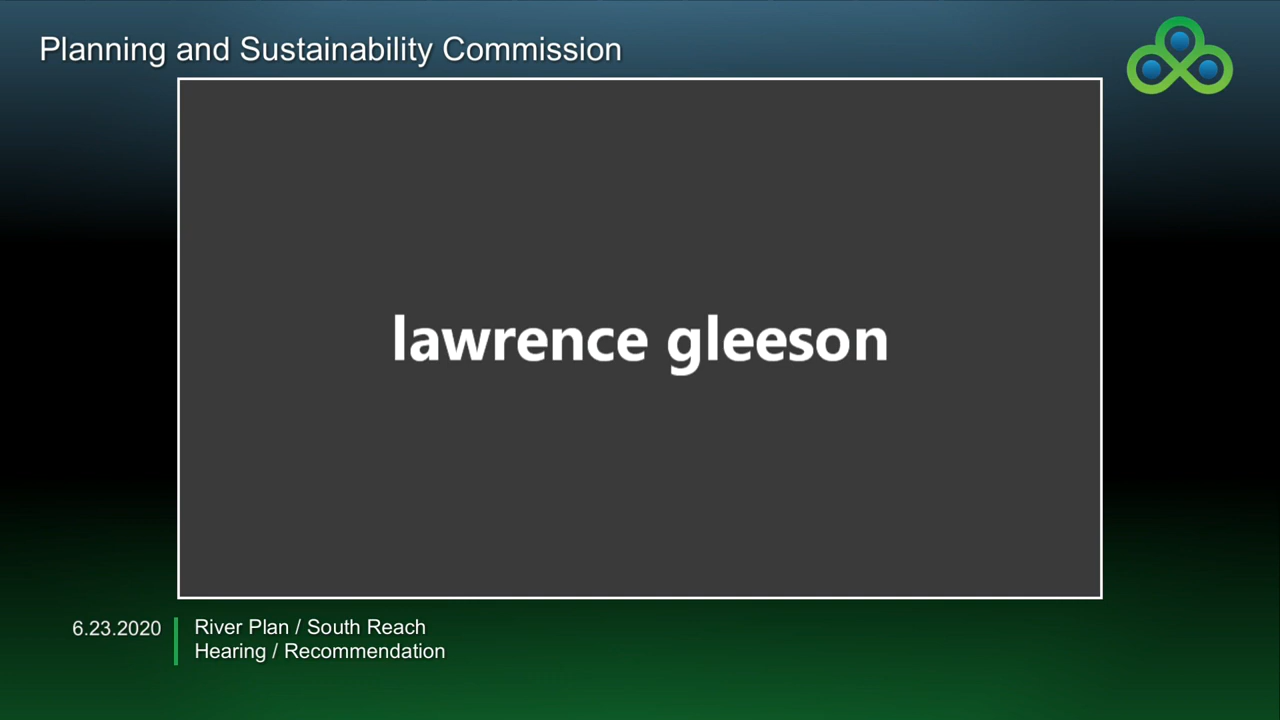 Planning and Sustainability Commission
lawrence gleeson
6.23.2020
River Plan / South Reach
Hearing / Recommendation